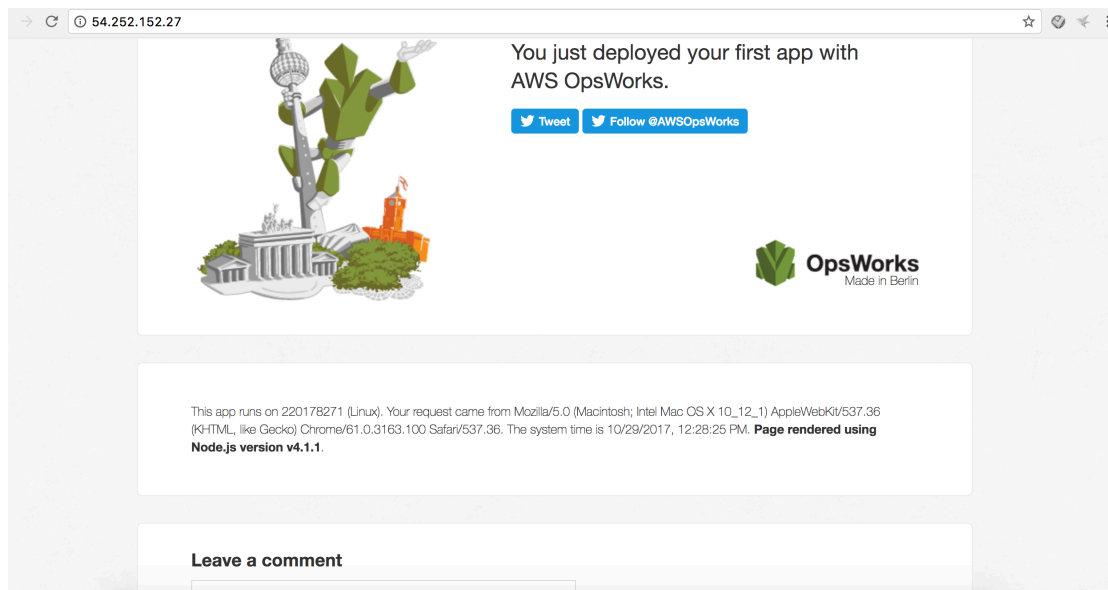 54.252.152.27
You just deployed your first app with
AWS OpsWorks.
Tweet
Follow @AWSOpsWorks
OpsWorks
Made in Berlin
This app runs on 220178271 (Linux). Your request came from Mozilla/5.0 (Macintosh; Intel Mac OS X 10_12_1) AppleWebKit/537.36
(KHTML, like Gecko) Chrome/61.0.3163.100 Safari/537.36. The system time is 10/29/2017, 12:28:25 PM. Page rendered using
Node.js version v4.1.1.
Leave a comment